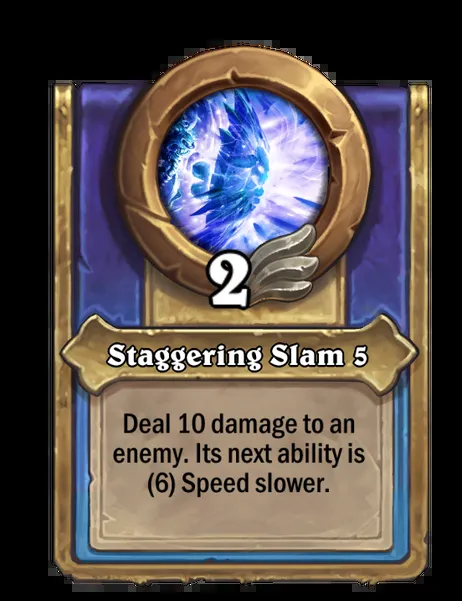 2
Staggering Slam 5
Deal 10 damage to an
enemy. Its next ability is
(6) Speed slower.